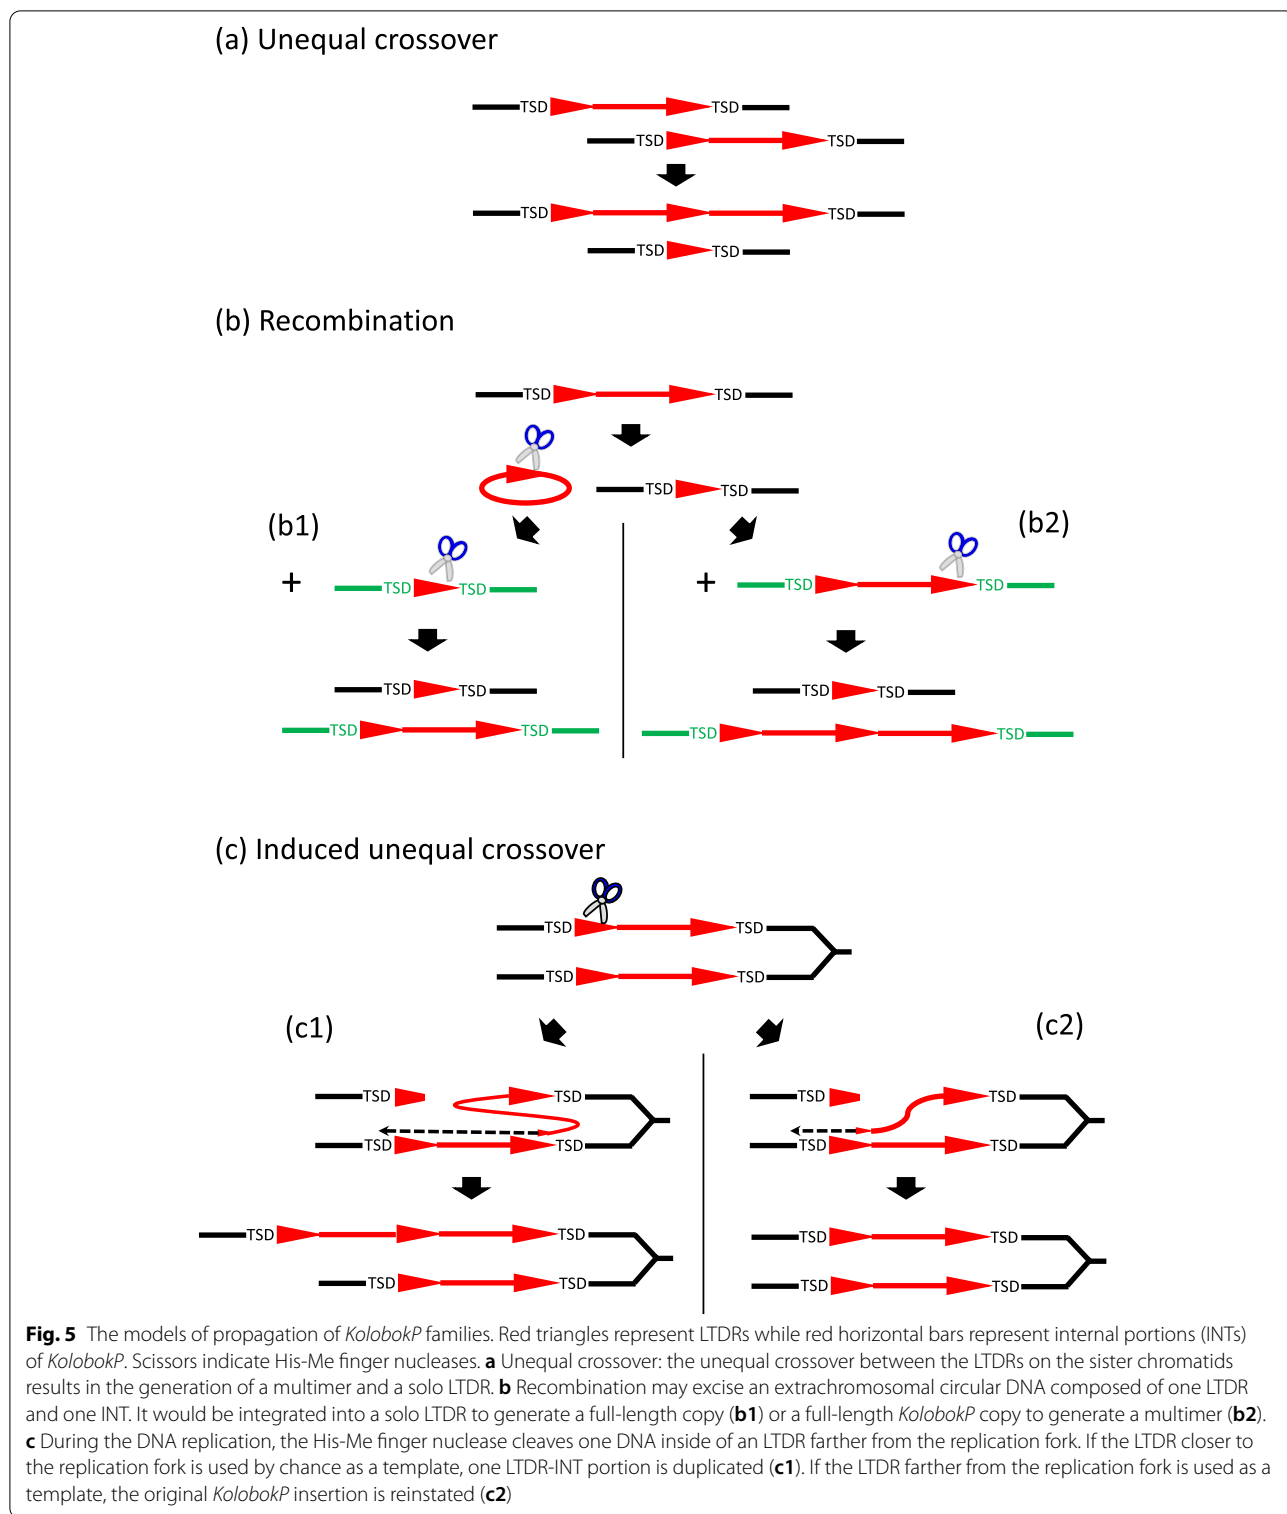 (a) Unequal crossover
TSD TSD
TSD TSD
TSD TSD
TSD TSD
(b) Recombination
TSD TSD
TSD TSD
(b1) (b2)
+ TSD TSD + TSD TSD
TSD TSD TSD TSD
TSD TSD TSD TSD
(c) Induced unequal crossover
TSD TSD
TSD TSD
(c1) (c2)
TSD TSD TSD TSD
TSD TSD TSD TSD
TSD TSD TSD TSD
TSD TSD TSD TSD
Fig. 5 The models of propagation of KolobokP families. Red triangles represent LTDRs while red horizontal bars represent internal portions (INTs)
of KolobokP. Scissors indicate His-Me finger nucleases. a Unequal crossover: the unequal crossover between the LTDRs on the sister chromatids
results in the generation of a multimer and a solo LTDR. b Recombination may excise an extrachromosomal circular DNA composed of one LTDR
and one INT. It would be integrated into a solo LTDR to generate a full-length copy (b1) or a full-length KolobokP copy to generate a multimer (b2).
c During the DNA replication, the His-Me finger nuclease cleaves one DNA inside of an LTDR farther from the replication fork. If the LTDR closer to
the replication fork is used by chance as a template, one LTDR-INT portion is duplicated (c1). If the LTDR farther from the replication fork is used as a
template, the original KolobokP insertion is reinstated (c2)